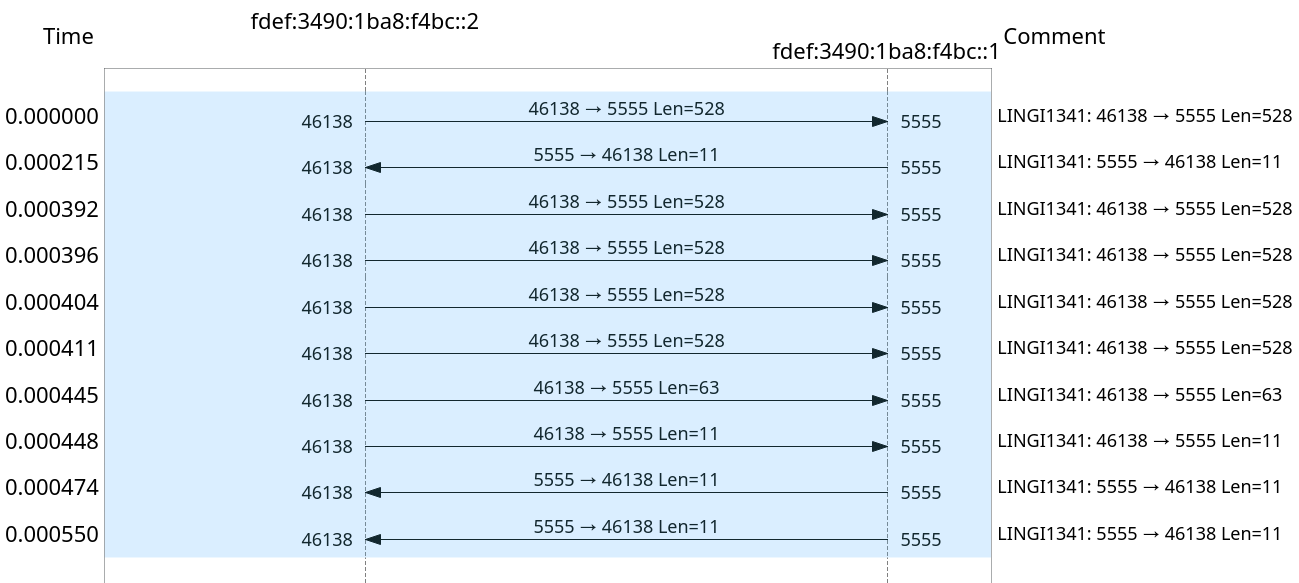 fdef:3490:1ba8:f4bc::2
Time
fdef:3490:1ba8:f4bc::1
Comment
0.000000 46138 46138 → 5555 Len=528 5555 LINGI1341: 46138 → 5555 Len=528
0.000215 46138 5555 → 46138 Len=11 5555 LINGI1341: 5555 → 46138 Len=11
0.000392 46138 46138 → 5555 Len=528 5555 LINGI1341: 46138 → 5555 Len=528
0.000396 46138 46138 → 5555 Len=528 5555 LINGI1341: 46138 → 5555 Len=528
0.000404 46138 46138 → 5555 Len=528 5555 LINGI1341: 46138 → 5555 Len=528
0.000411 46138 46138 → 5555 Len=528 5555 LINGI1341: 46138 → 5555 Len=528
0.000445 46138 46138 → 5555 Len=63 5555 LINGI1341: 46138 → 5555 Len=63
0.000448 46138 46138 → 5555 Len=11 5555 LINGI1341: 46138 → 5555 Len=11
0.000474 46138 5555 → 46138 Len=11 5555 LINGI1341: 5555 → 46138 Len=11
0.000550 46138 5555 → 46138 Len=11 5555 LINGI1341: 5555 → 46138 Len=11